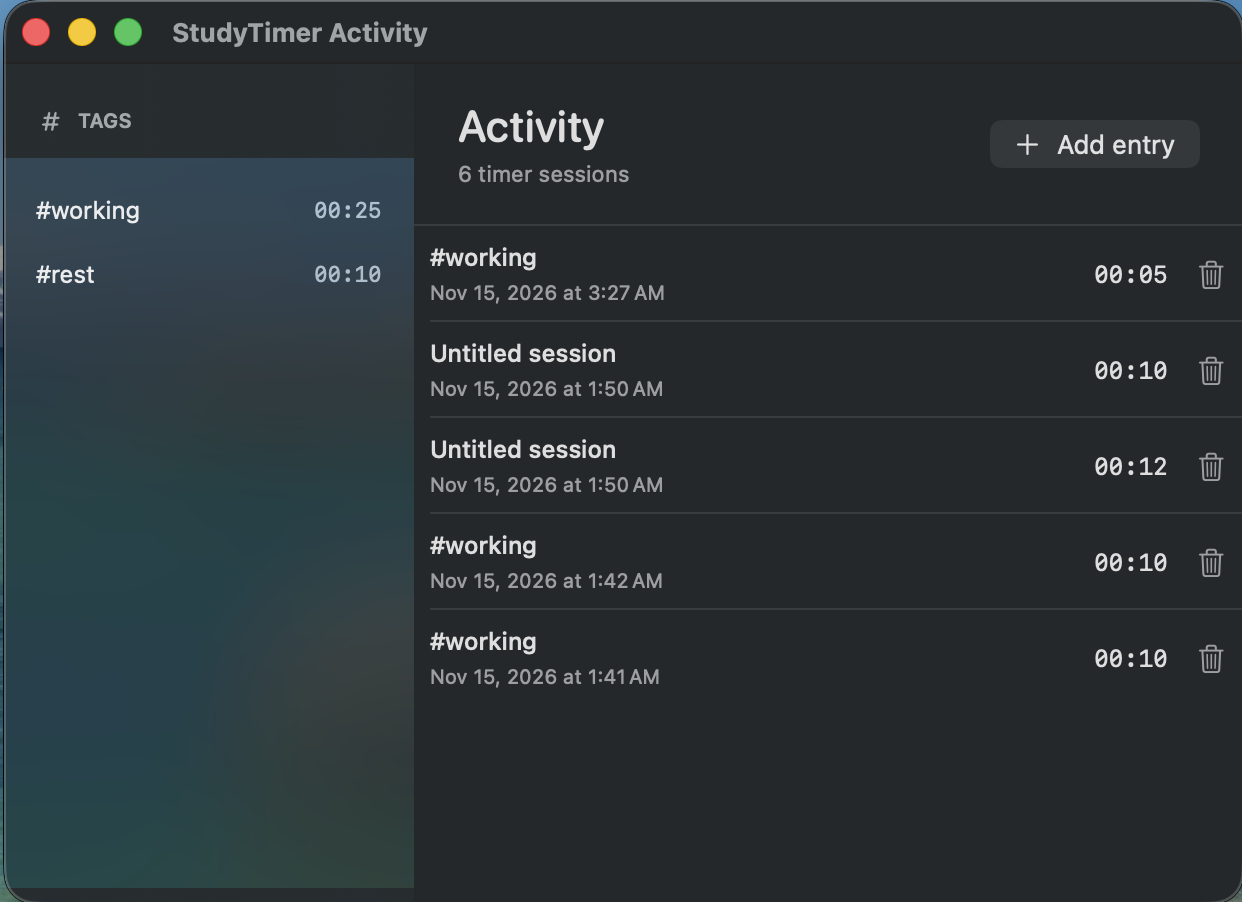 StudyTimer Activity
# TAGS
#working 00:25
#rest 00:10
Activity
6 timer sessions
+ Add entry
#working
Nov 15, 2026 at 3:27 AM
00:05
Untitled session
Nov 15, 2026 at 1:50 AM
00:10
Untitled session
Nov 15, 2026 at 1:50 AM
00:12
#working
Nov 15, 2026 at 1:42 AM
00:10
#working
Nov 15, 2026 at 1:41 AM
00:10